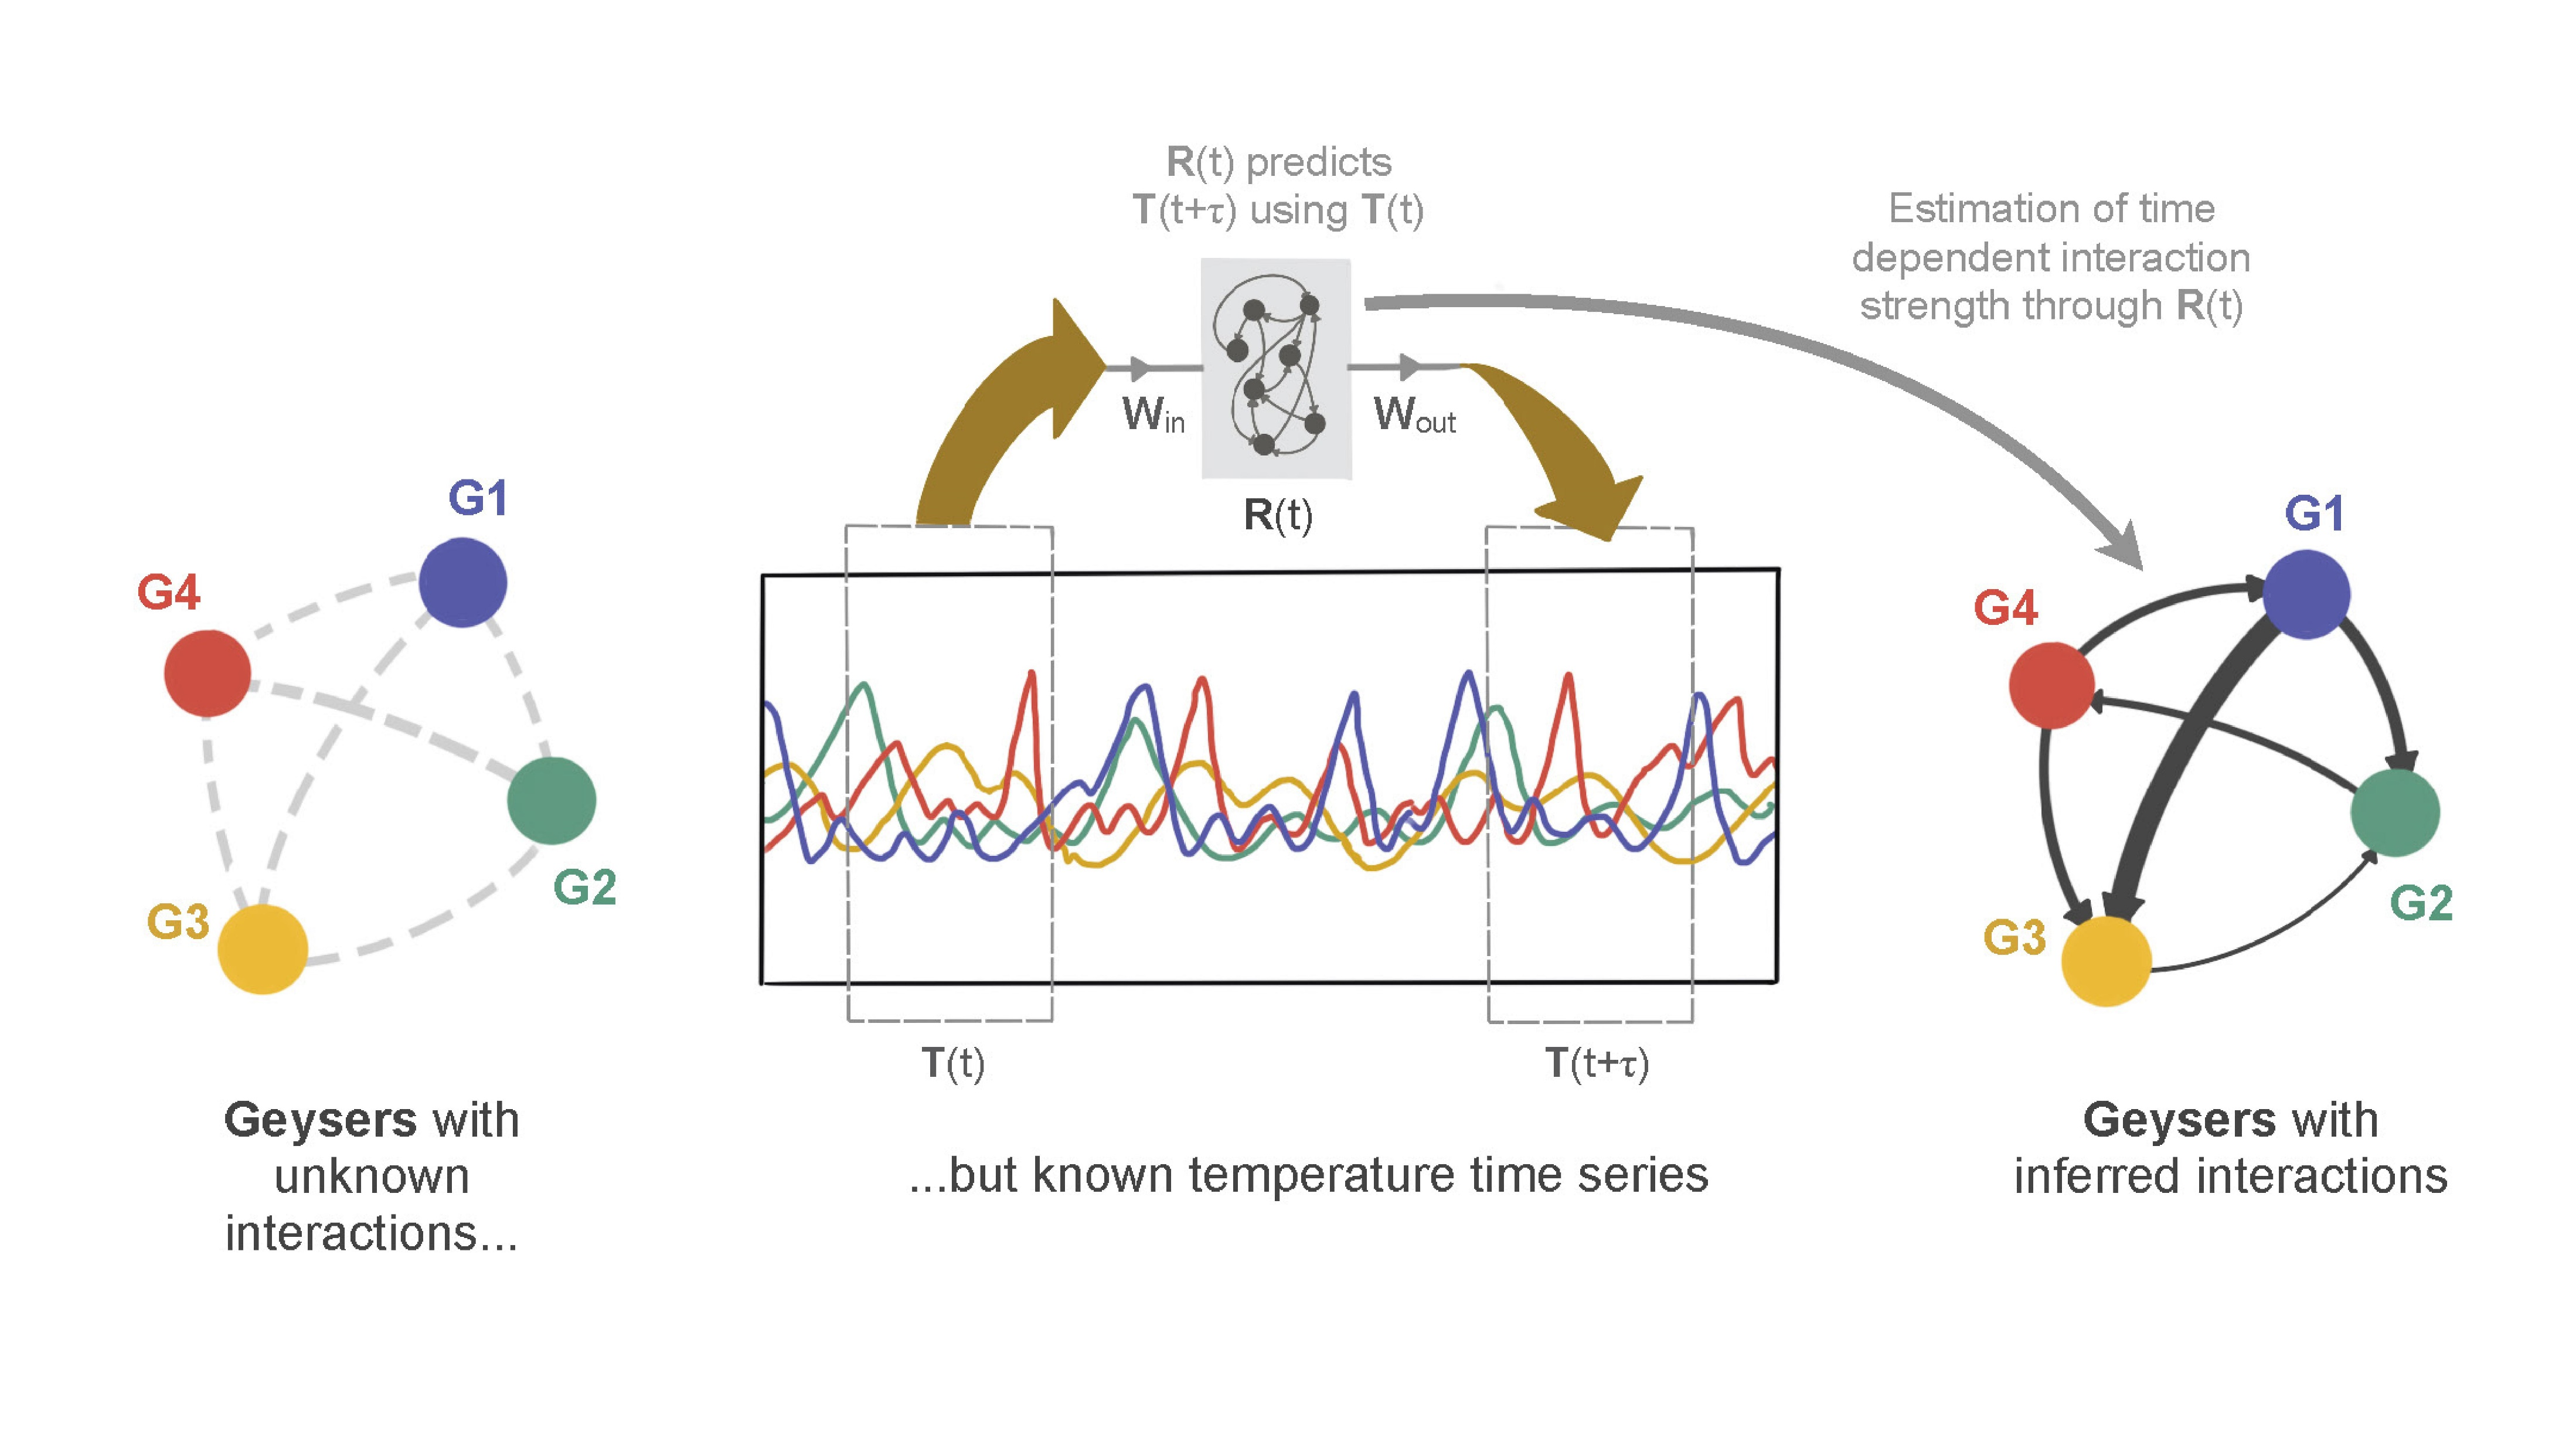 R(t) predicts
T(t+τ) using T(t)
Estimation of time
dependent interaction
strength through R(t)
Win
Wout
R(t)
G1
G4
G2
G3
G1
G4
G2
G3
T(t)
T(t+τ)
Geysers with
unknown
interactions...
...but known temperature time series
Geysers with
inferred interactions